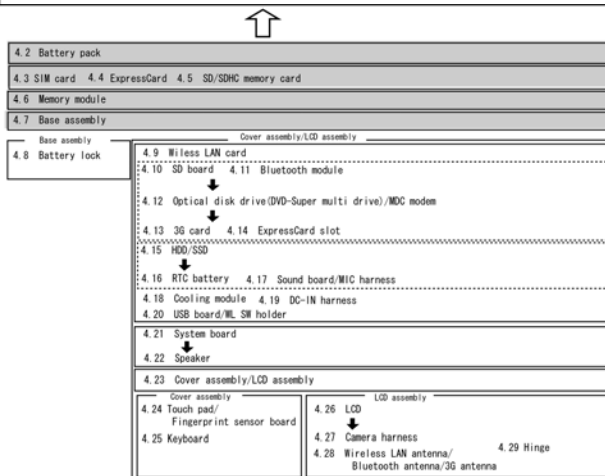 4.2 Battery pack
4.3 SIM card 4.4 ExpressCard 4.5 SD/SDHC memory card
4.6 Memory module
4.7 Base assembly
Base asembly
4.8 Battery lock
Cover assembly/LCD assembly
4.9 Wiless LAN card
4.10 SD board 4.11 Bluetooth module
4.12 Optical disk drive(DVD-Super multi drive)/MDC modem
4.13 3G card 4.14 ExpressCard slot
4.15 HDD/SSD
4.16 RTC battery 4.17 Sound board/MIC harness
4.18 Cooling module 4.19 DC-IN harness
4.20 USB board/WL SW holder
4.21 System board
4.22 Speaker
4.23 Cover assembly/LCD assembly
Cover assembly
4.24 Touch pad/
Fingerprint sensor board
4.25 Keyboard
LCD assembly
4.26 LCD
4.27 Camera harness
4.28 Wireless LAN antenna/
Bluetooth antenna/3G antenna
4.29 Hinge